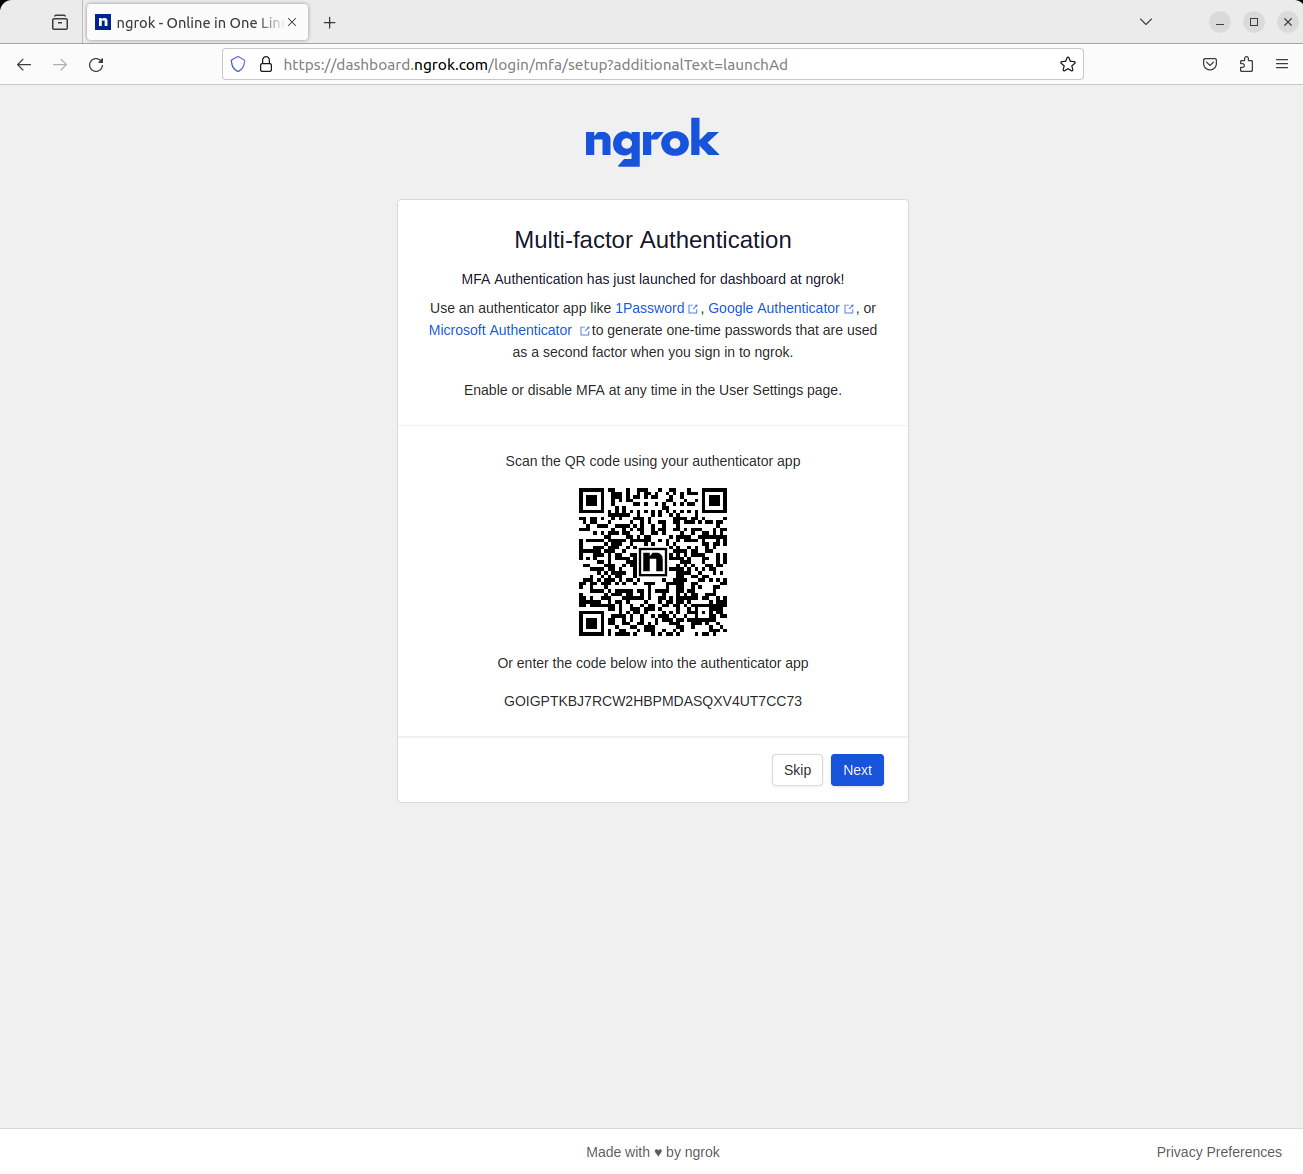 ngrok - Online in One Lin
https://dashboard.ngrok.com/login/mfa/setup?additionalText=launchAd
ngrok
Multi-factor Authentication
MFA Authentication has just launched for dashboard at ngrok!
Use an authenticator app like 1Password , Google Authenticator , or
Microsoft Authenticator to generate one-time passwords that are used
as a second factor when you sign in to ngrok.
Enable or disable MFA at any time in the User Settings page.
Scan the QR code using your authenticator app
n
Or enter the code below into the authenticator app
GOIGPTKBJ7RCW2HBPMDASQXV4UT7CC73
Skip Next
Made with ♥ by ngrok
Privacy Preferences